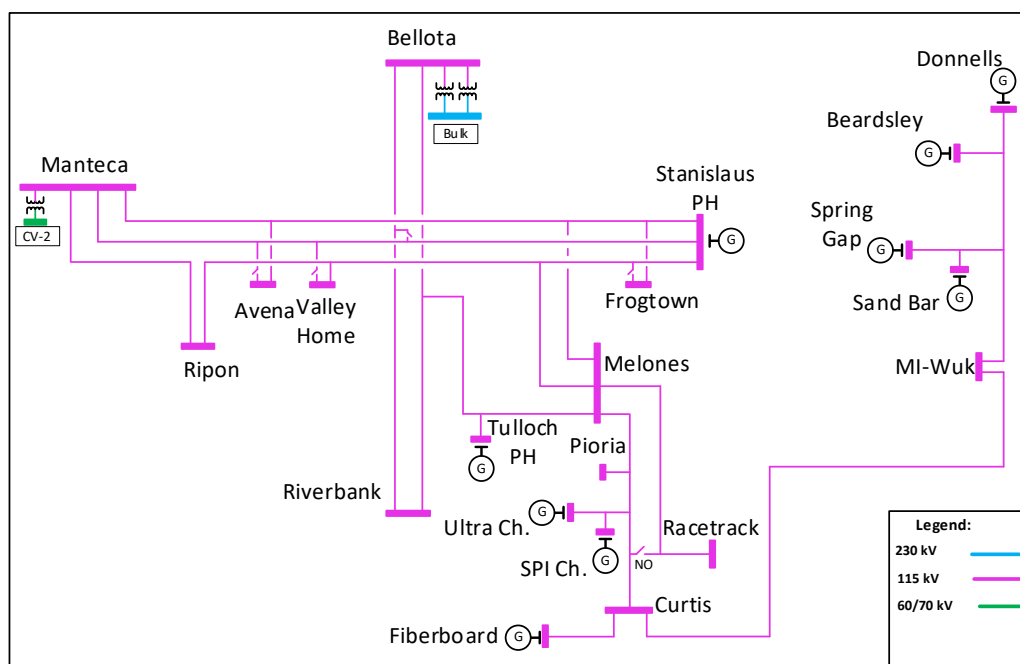 Bellota
Donnells
G
Beardsley
G
Bulk
Manteca
Stanislaus
PH
G
CV-2
Spring
Gap
G
Sand Bar
G
Avena
Valley
Home
Frogtown
Ripon
Melones
MI-Wuk
Tulloch
PH
G
Pioria
Riverbank
Ultra Ch.
G
SPI Ch.
G
Racetrack
NO
Curtis
Fiberboard
G
Legend:
230 kV
115 kV
60/70 kV